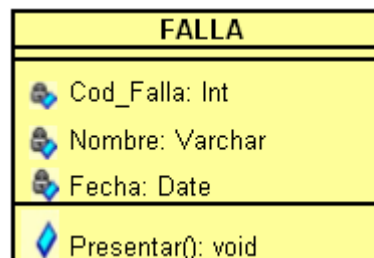 FALLA
Cod_Falla: Int
Nombre: Varchar
Fecha: Date
Presentar(): void